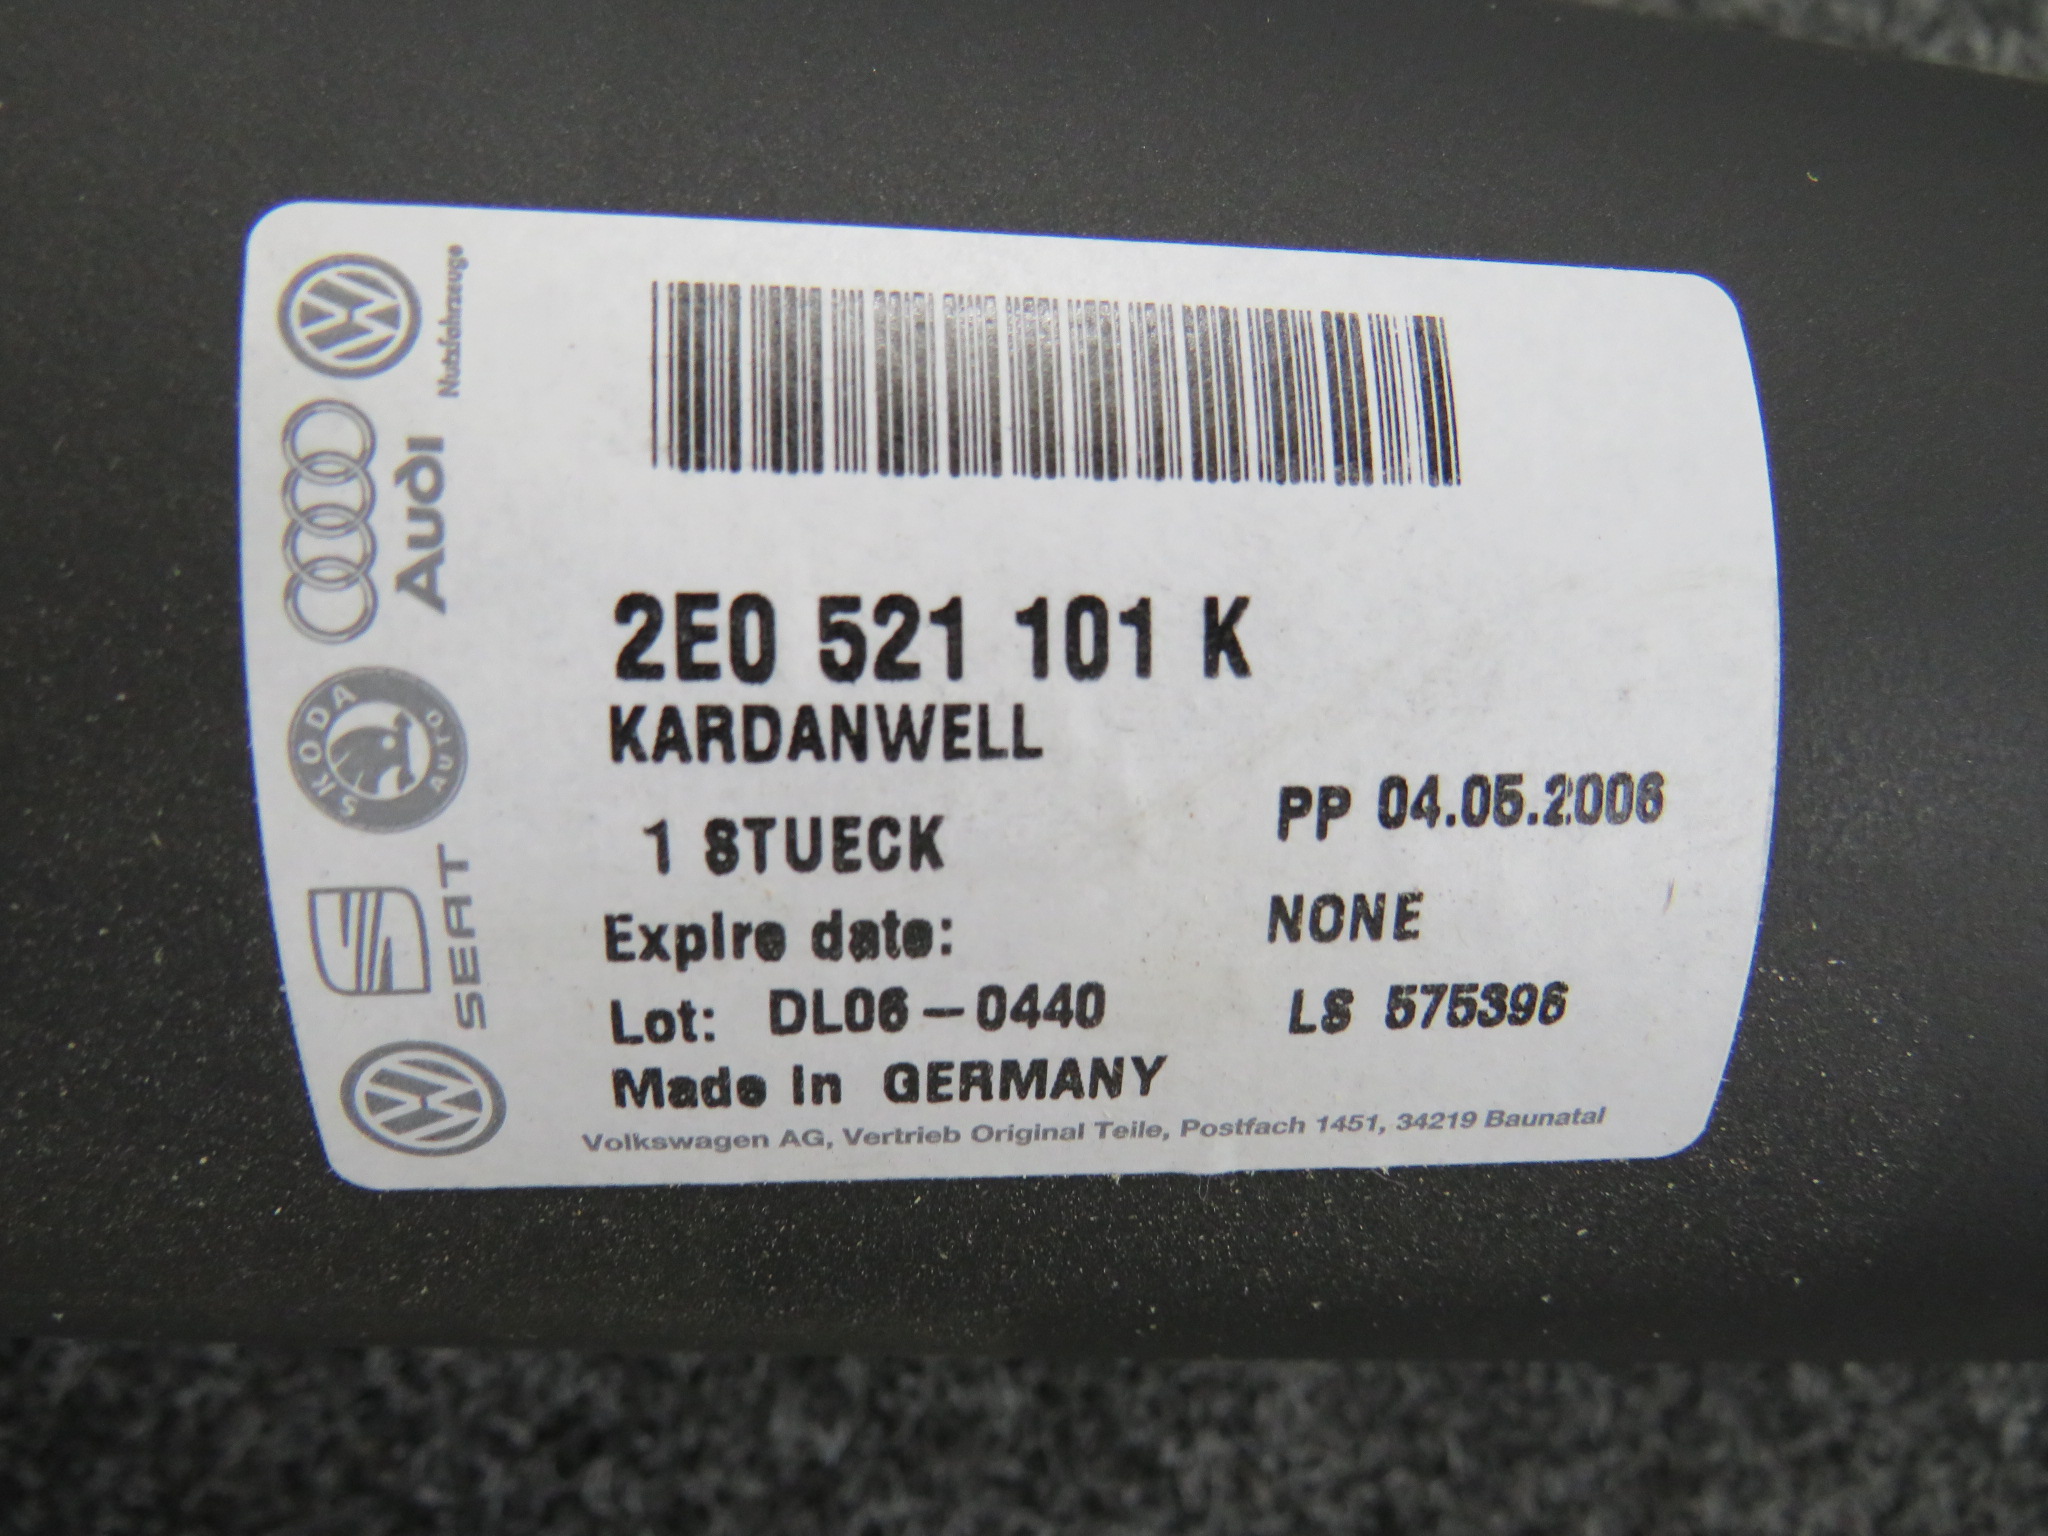 Nutzfahrzeuge
Audi
SKODA
AUTO
SEAT
2E0 521 101 K
KARDANWELL
1 STUECK
PP 04.05.2006
Expire date:
NONE
Lot: DL06-0440
LS 575396
Made in GERMANY
Volkswagen AG, Vertrieb Original Teile, Postfach 1451, 34219 Baunatal